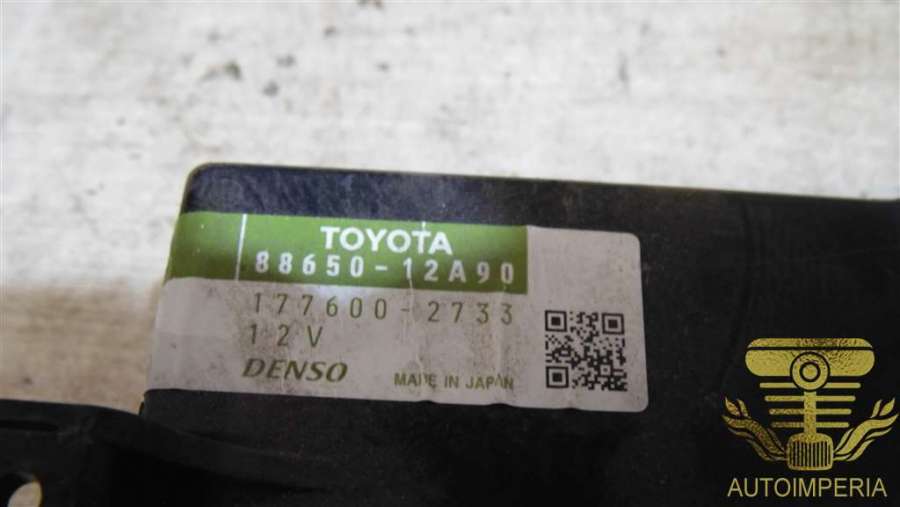 TOYOTA
88650-12A90
177600-2733
12V
DENSO MADE IN JAPAN
AUTOIMPERIA